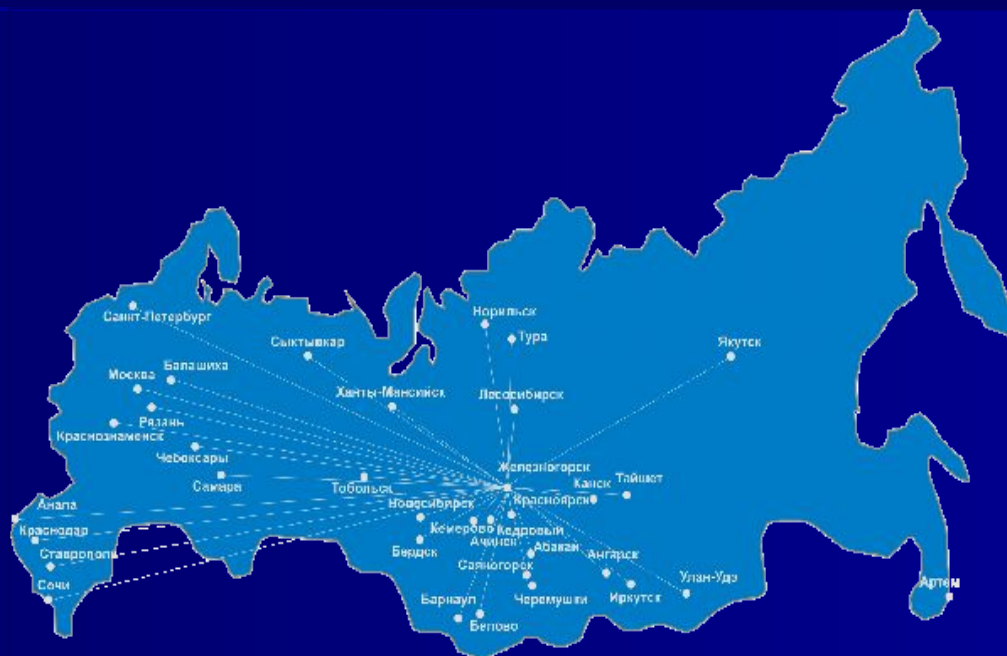 Санкт-Петербург
Норильск
Тура
Сыктывкар
Якутск
Балашиха
Москва
Ханты-Мансийск
Лесосибирск
Рязань
Краснознаменск
Чебоксары
Самара
Тобольск
Железногорск
Канск
Тайшет
Красноярск
Анапа
Новосибирск
Краснодар
Кемерово
Кедровый
Ачинск
Ставрополь
Бердск
Абакан
Ангарск
Саяногорск
Сочи
Улан-Удэ
Артем
Черемушки
Иркутск
Барнаул
Белово